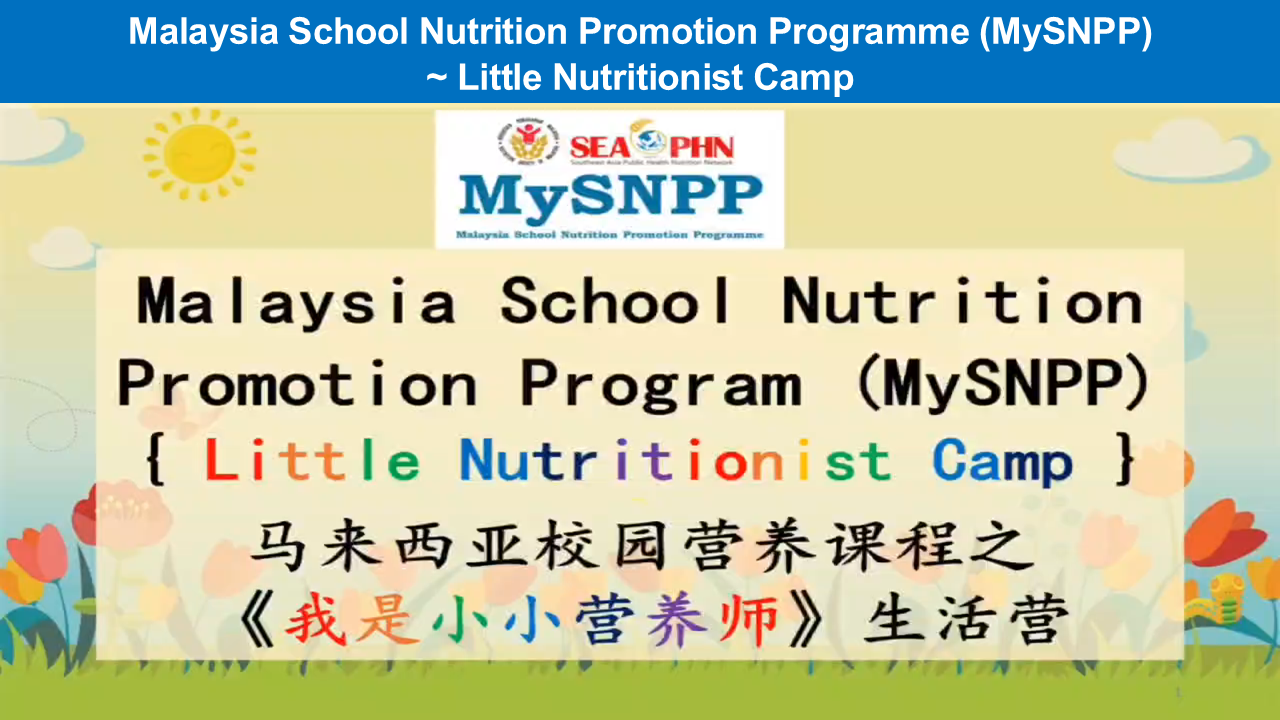 Malaysia School Nutrition Promotion Programme (MySNPP)
~ Little Nutritionist Camp
SEA PHN
Southeast Asia Public Health Nutrition Network
MySNPP
Malaysia School Nutrition Promotion Programme
Malaysia School Nutrition
Promotion Program (MySNPP)
{ Little Nutritionist Camp }
马来西亚校园营养课程之
《我是小小营养师》生活营
1